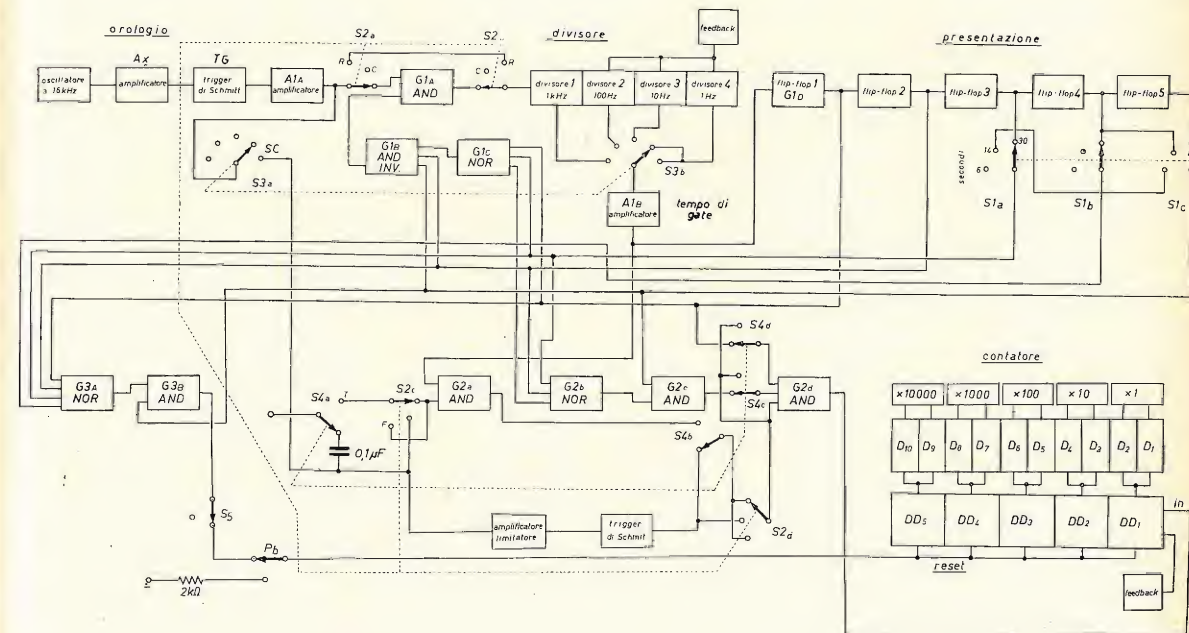 orologio
divisore
presentazione
feedback
S2a
S2..
R
C
C
R
oscillatore a 16kHz
Ax
amplificatore
TG
trigger di Schmitt
A1A
amplificatore
G1A
AND
divisore 1
1kHz
divisore 2
100Hz
divisore 3
10Hz
divisore 4
1Hz
flip-flop 1
G1D
flip-flop 2
flip-flop 3
flip-flop 4
flip-flop 5
SC
S3a
G1B
AND
INV.
G1C
NOR
S3b
A1B
amplificatore
tempo di gate
secondi
14
30
6
S1a
S1b
S1c
G3A
NOR
G3B
AND
S4a
T
S2c
F
0,1µF
G2a
AND
G2b
NOR
G2c
AND
S4d
S4c
G2d
AND
S4b
S2d
amplificatore limitatore
trigger di Schmit
S5
Pb
2kΩ
contatore
×10000
×1000
×100
×10
×1
D10
D9
D8
D7
D6
D5
D4
D3
D2
D1
DD5
DD4
DD3
DD2
DD1
in
reset
feedback